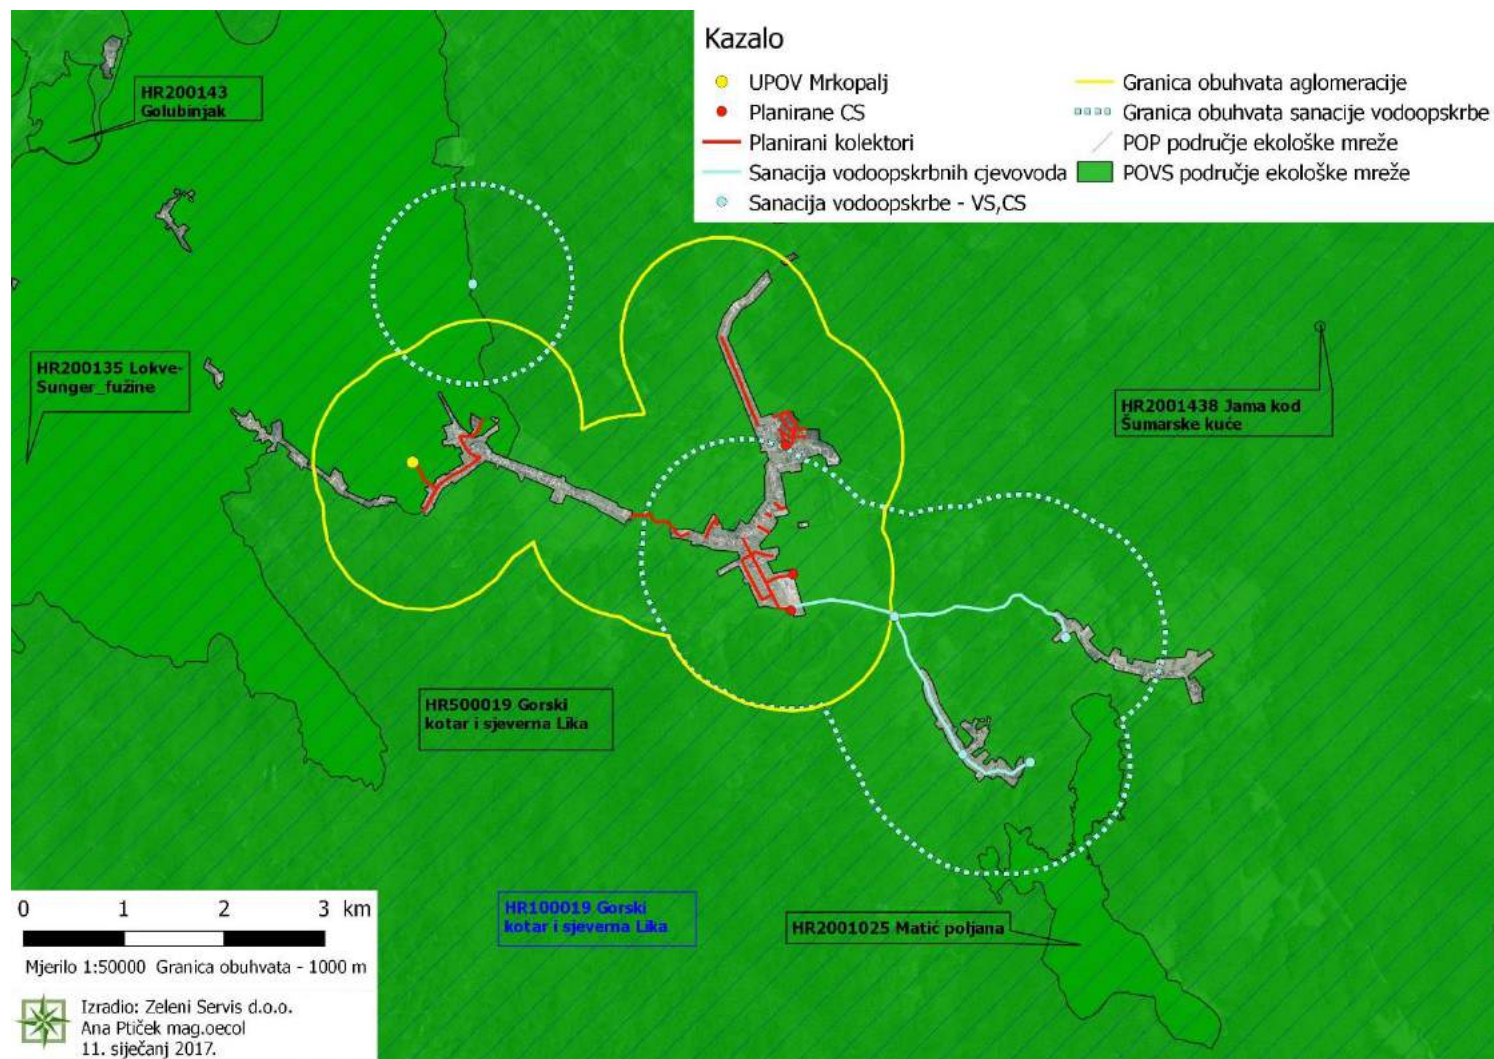 Kazalo
UPOV Mrkopalj
Planirane CS
Planirani kolektori
Sanacija vodoopskrbnih cjevovoda
Sanacija vodoopskrbe - VS,CS
Granica obuhvata aglomeracije
Granica obuhvata sanacije vodoopskrbe
POP područje ekološke mreže
POVS područje ekološke mreže
HR200143
Golubinjak
HR200135 Lokve-
Sunger_fužine
HR2001438 Jama kod
Šumarske kuće
HR500019 Gorski
kotar i sjeverna Lika
HR100019 Gorski
kotar i sjeverna Lika
HR2001025 Matić poljana
0 1 2 3 km
Mjerilo 1:50000 Granica obuhvata - 1000 m
Izradio: Zeleni Servis d.o.o.
Ana Ptiček mag.oecol
11. siječanj 2017.